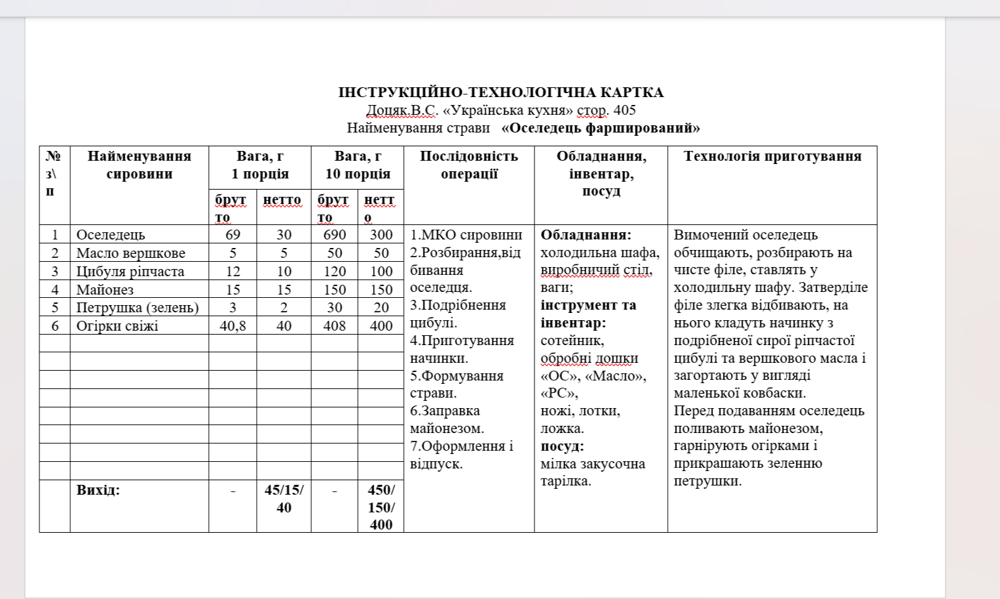 ІНСТРУКЦІЙНО-ТЕХНОЛОГІЧНА КАРТКА
Доцяк.В.С. «Українська кухня» стор. 405
Найменування страви «Оселедець фарширований»
№ з\п
Найменування сировини
Вага, г
1 порція
Вага, г
10 порція
Послідовність операції
Обладнання, інвентар, посуд
Технологія приготування
брутто нетто брутто нетто
1 Оселедець 69 30 690 300
2 Масло вершкове 5 5 50 50
3 Цибуля ріпчаста 12 10 120 100
4 Майонез 15 15 150 150
5 Петрушка (зелень) 3 2 30 20
6 Огірки свіжі 40,8 40 408 400
Вихід: - 45/15/40 - 450/150/400
1.МКО сировини
2.Розбирання,від
бивання
оселедця.
3.Подрібнення
цибулі.
4.Приготування
начинки.
5.Формування
страви.
6.Заправка
майонезом.
7.Оформлення і
відпуск.
Обладнання:
холодильна шафа,
виробничий стіл,
ваги;
інструмент та
інвентар:
сотейник,
обробні дошки
«ОС», «Масло»,
«РС»,
ножі, лотки,
ложка.
посуд:
мілка закусочна
тарілка.
Вимочений оселедець
обчищають, розбирають на
чисте філе, ставлять у
холодильну шафу. Затверділе
філе злегка відбивають, на
нього кладуть начинку з
подрібненої сирої ріпчастої
цибулі та вершкового масла і
загортають у вигляді
маленької ковбаски.
Перед подаванням оселедець
поливають майонезом,
гарнірують огірками і
прикрашають зеленню
петрушки.